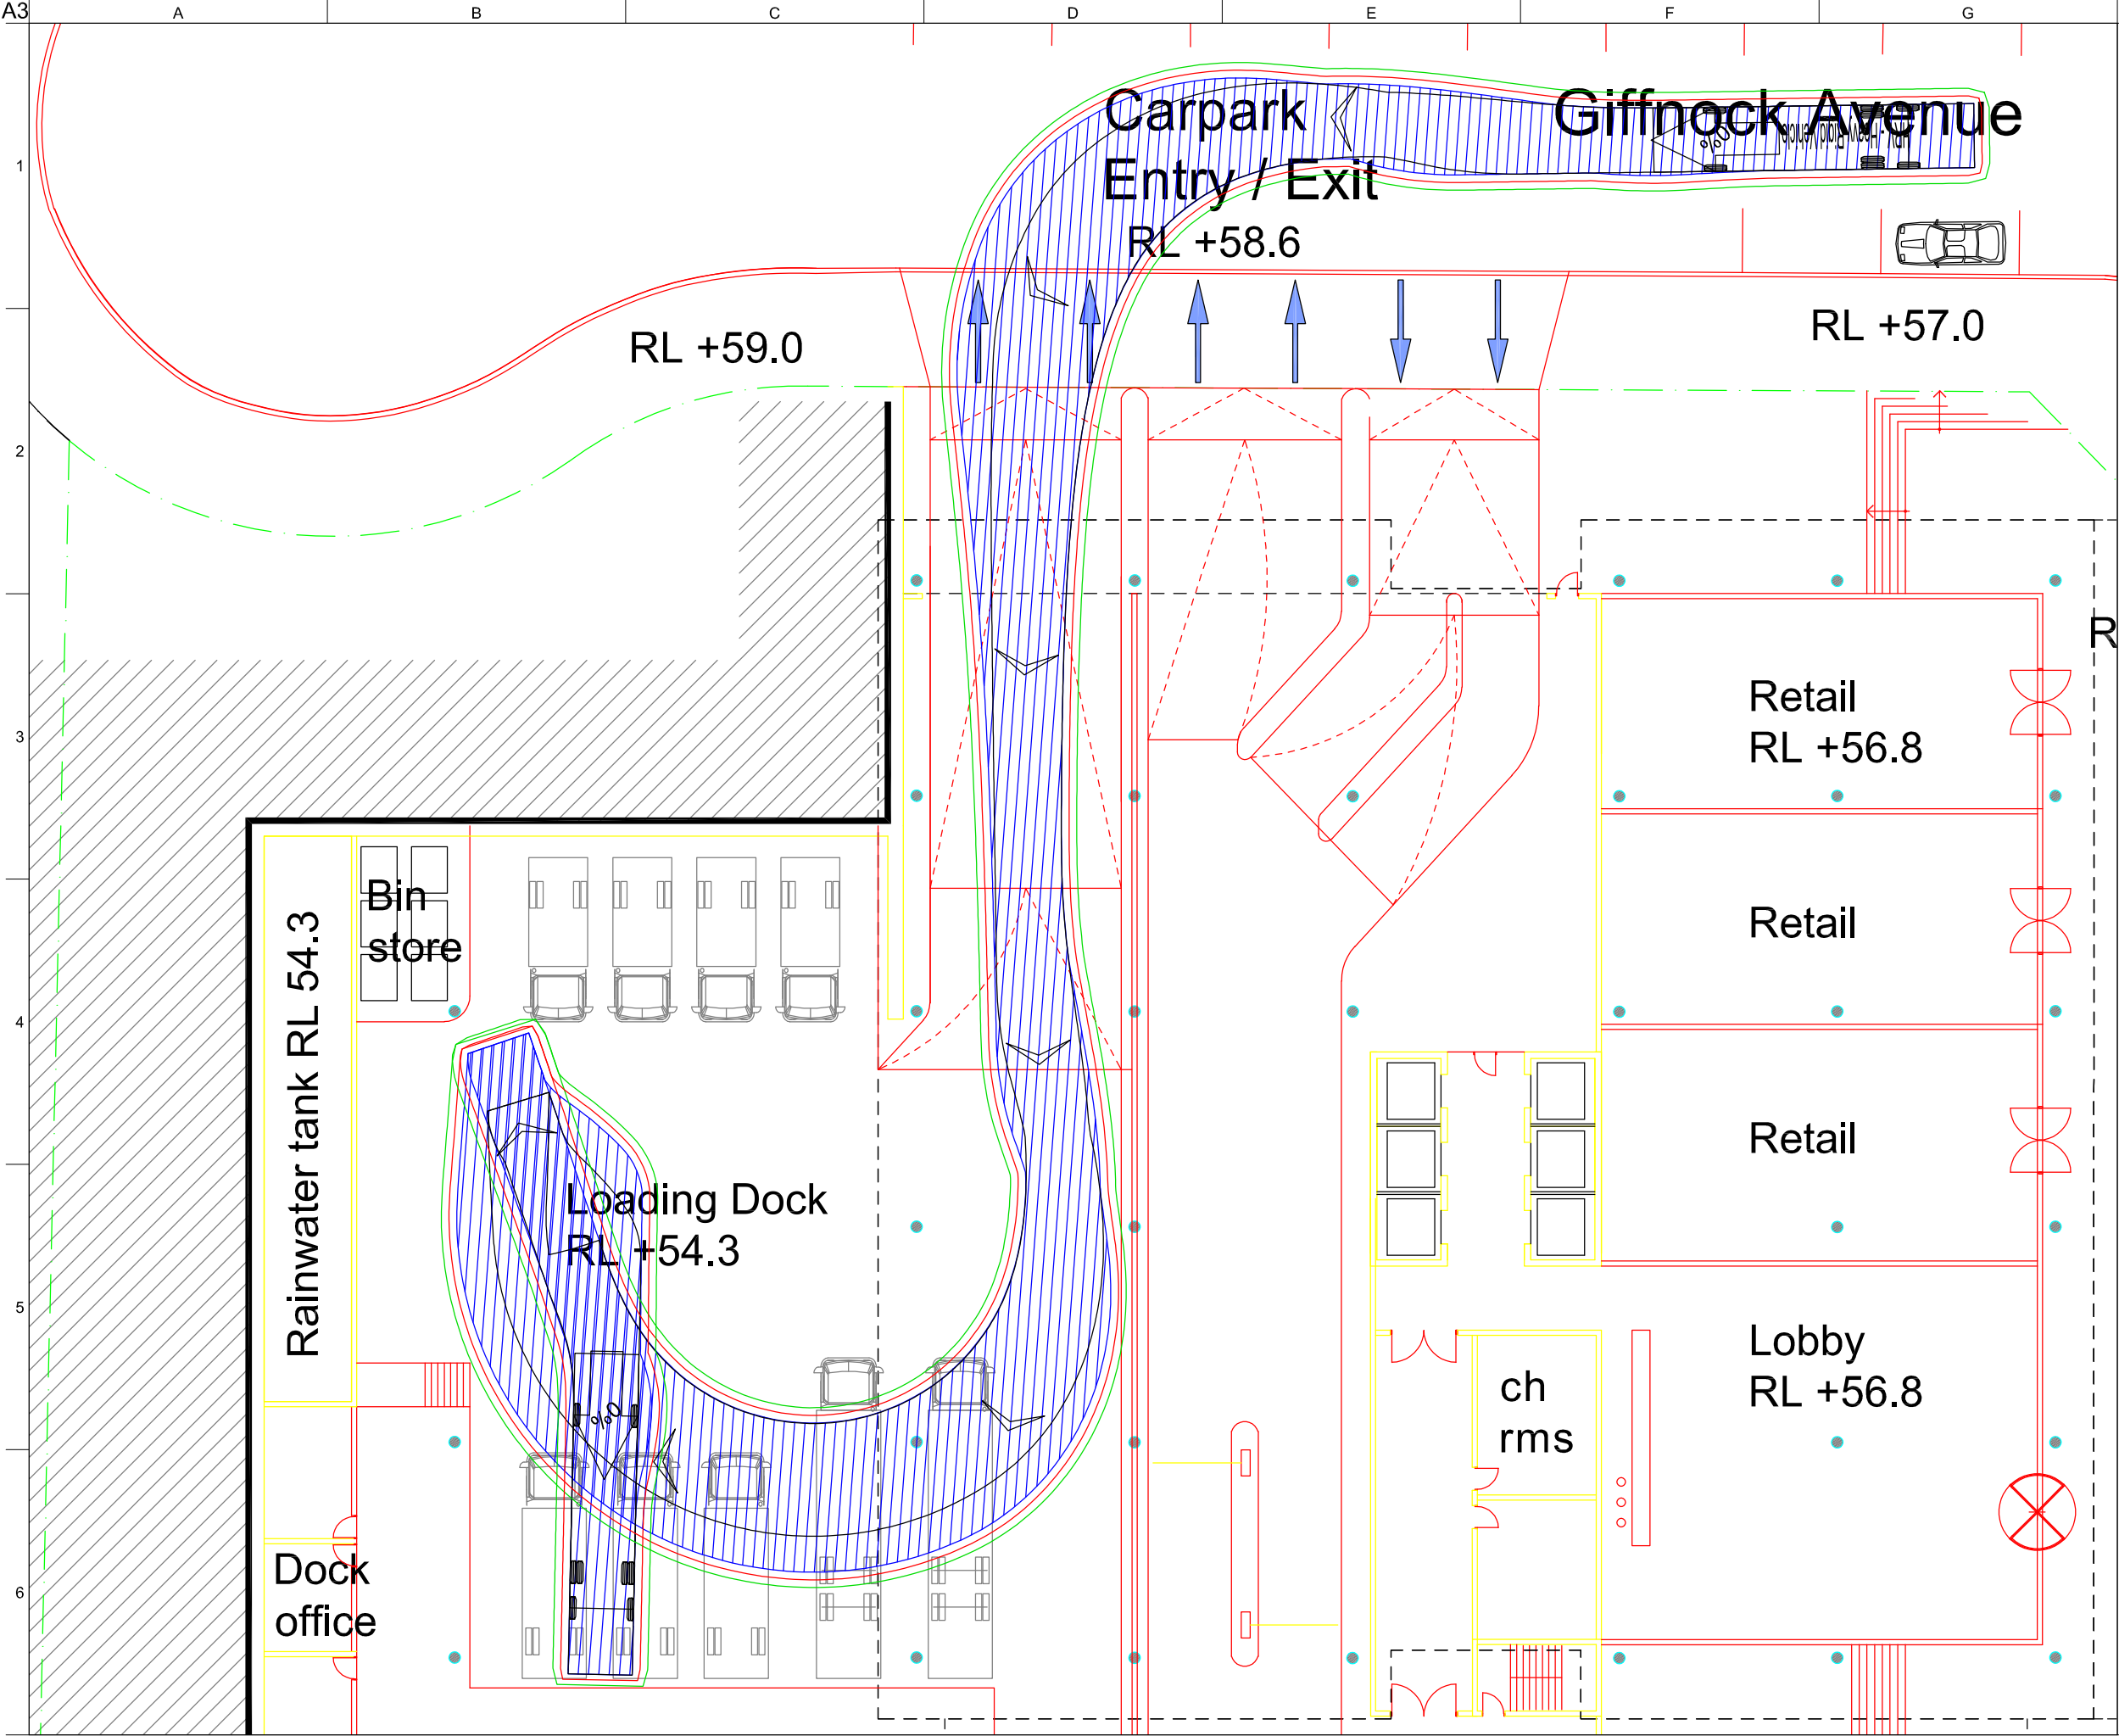 A3
A
B
C
D
E
F
G
1
2
3
4
5
6
Carpark
Entry / Exit
RL +58.6
Giffnock Avenue
RL +59.0
RL +57.0
R
Retail
RL +56.8
Retail
Retail
Lobby
RL +56.8
ch
rms
Bin
store
Rainwater tank RL 54.3
Loading Dock
RL +54.3
Dock
office
%0
%0